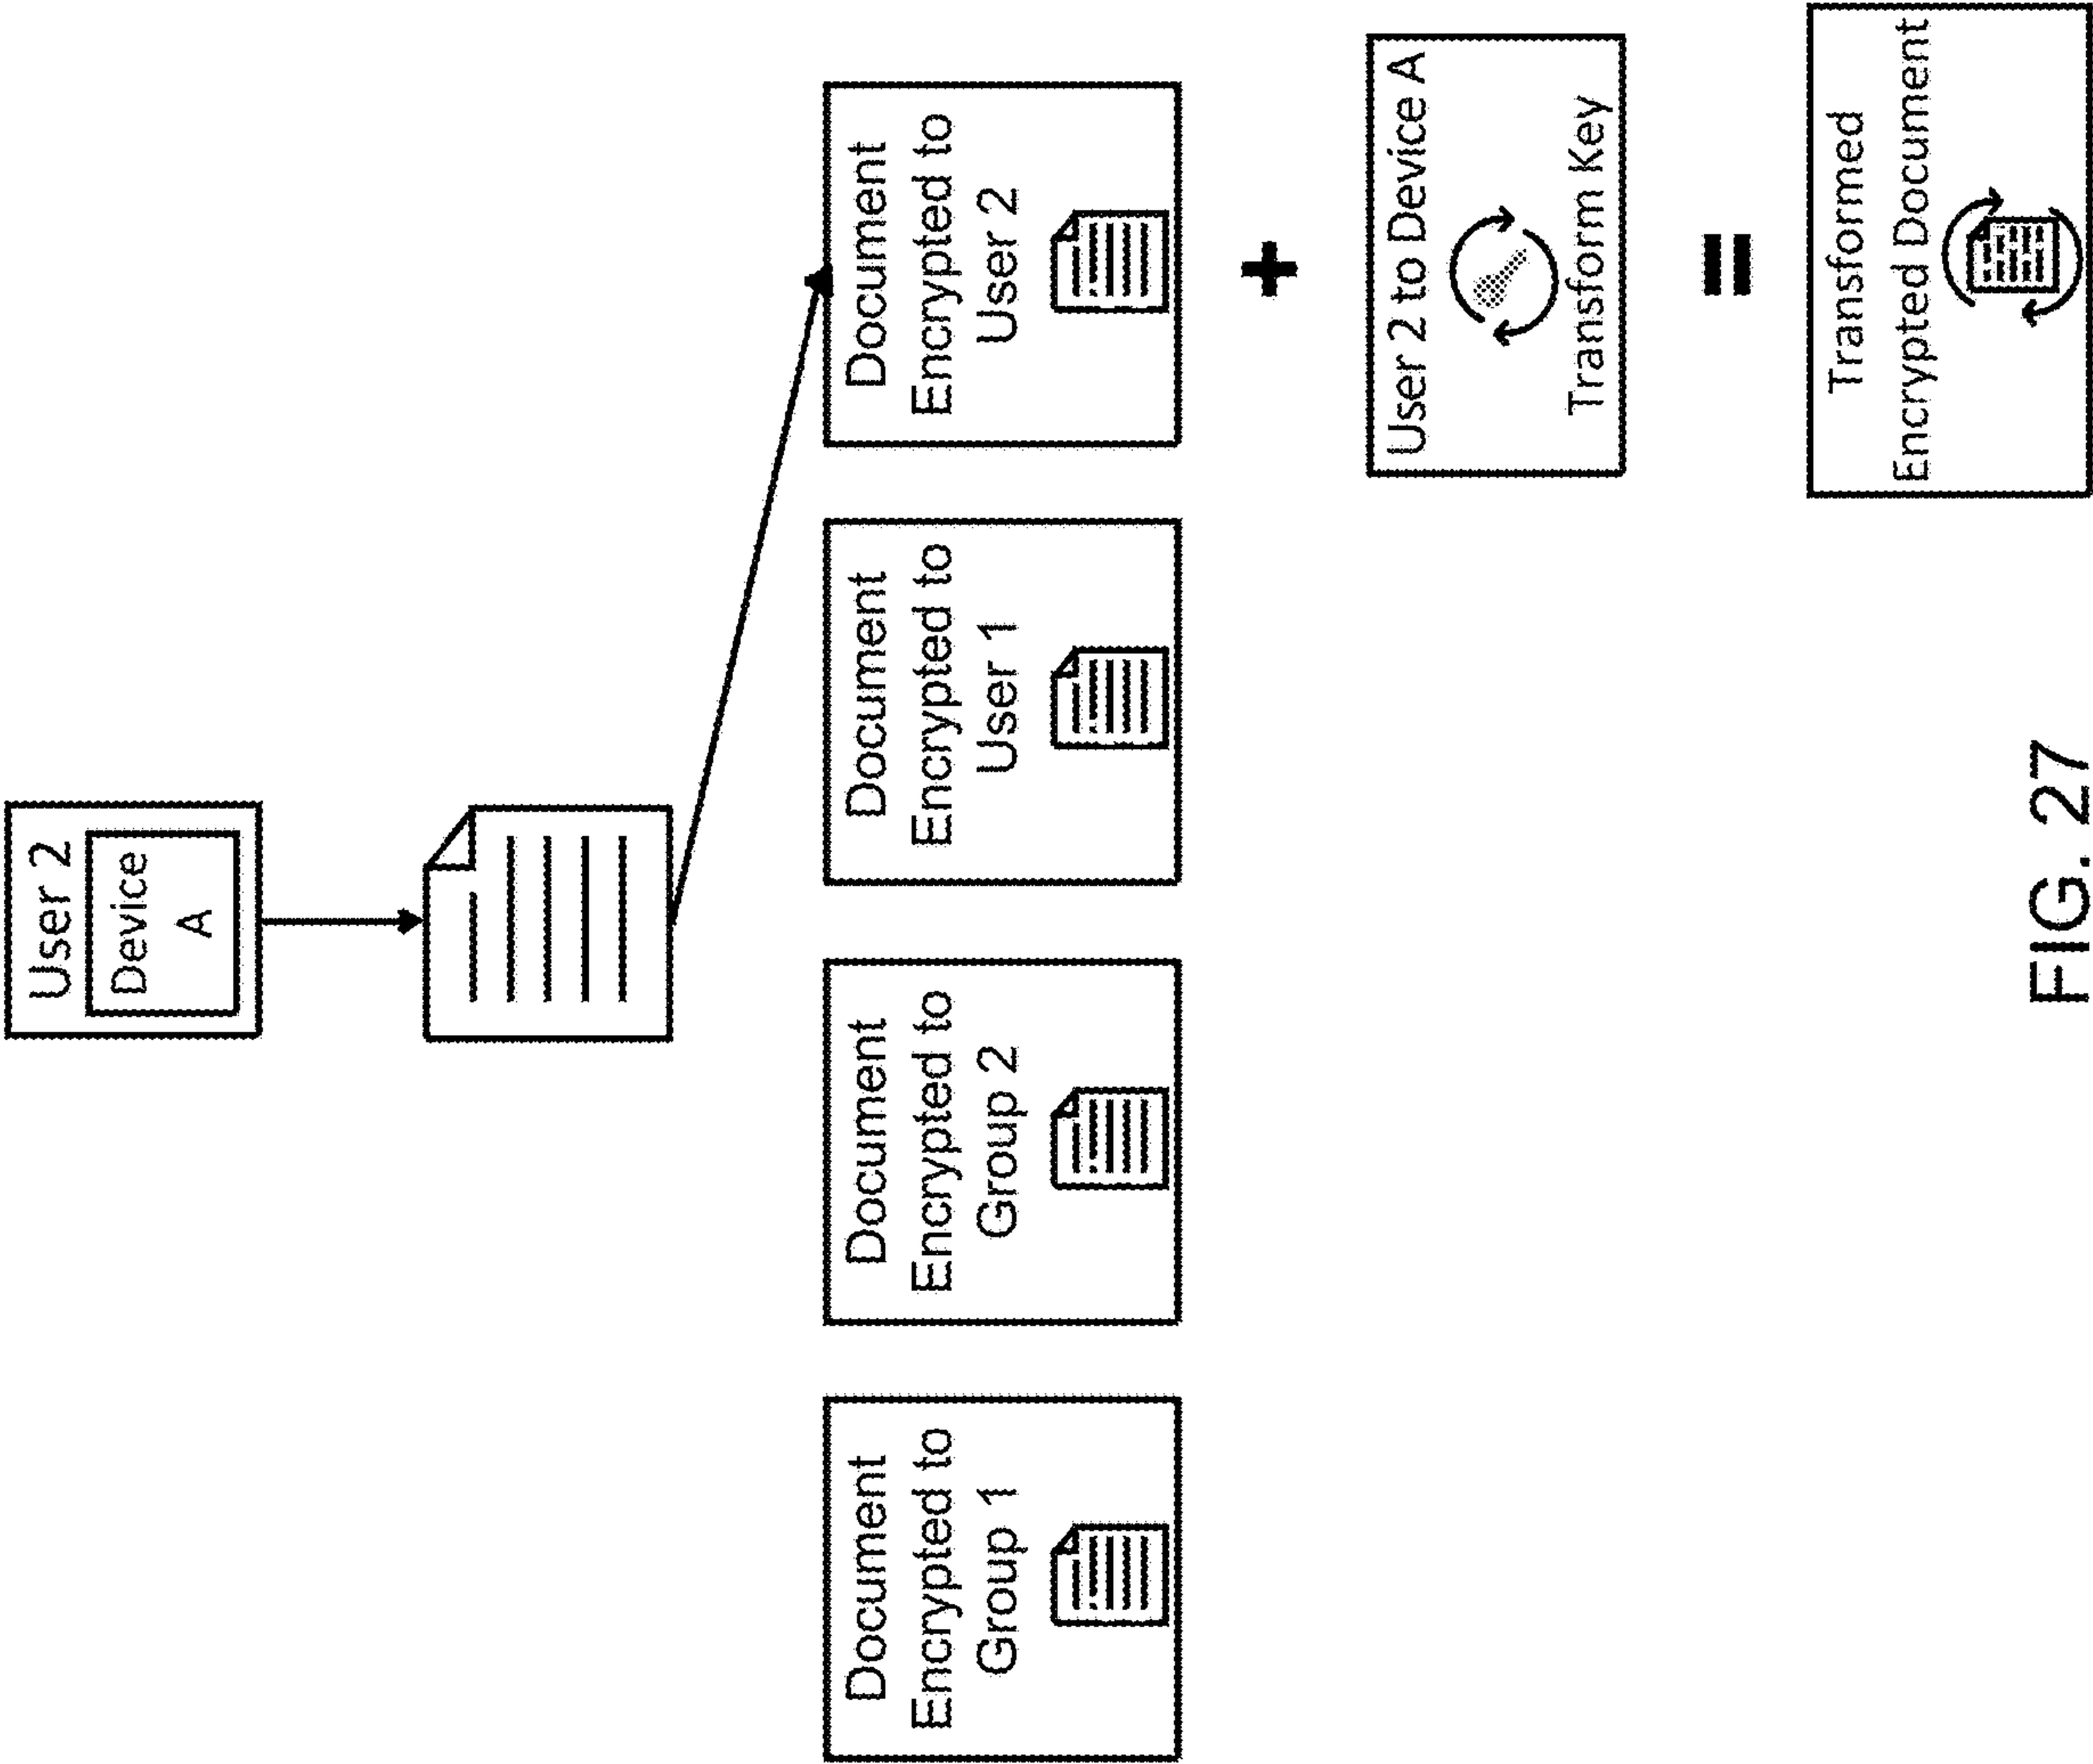 User 2
Device
A
Document
Encrypted to
Group 1
Document
Encrypted to
Group 2
Document
Encrypted to
User 1
Document
Encrypted to
User 2
User 2 to Device A
Transform Key
Transformed
Encrypted Document
FIG. 27